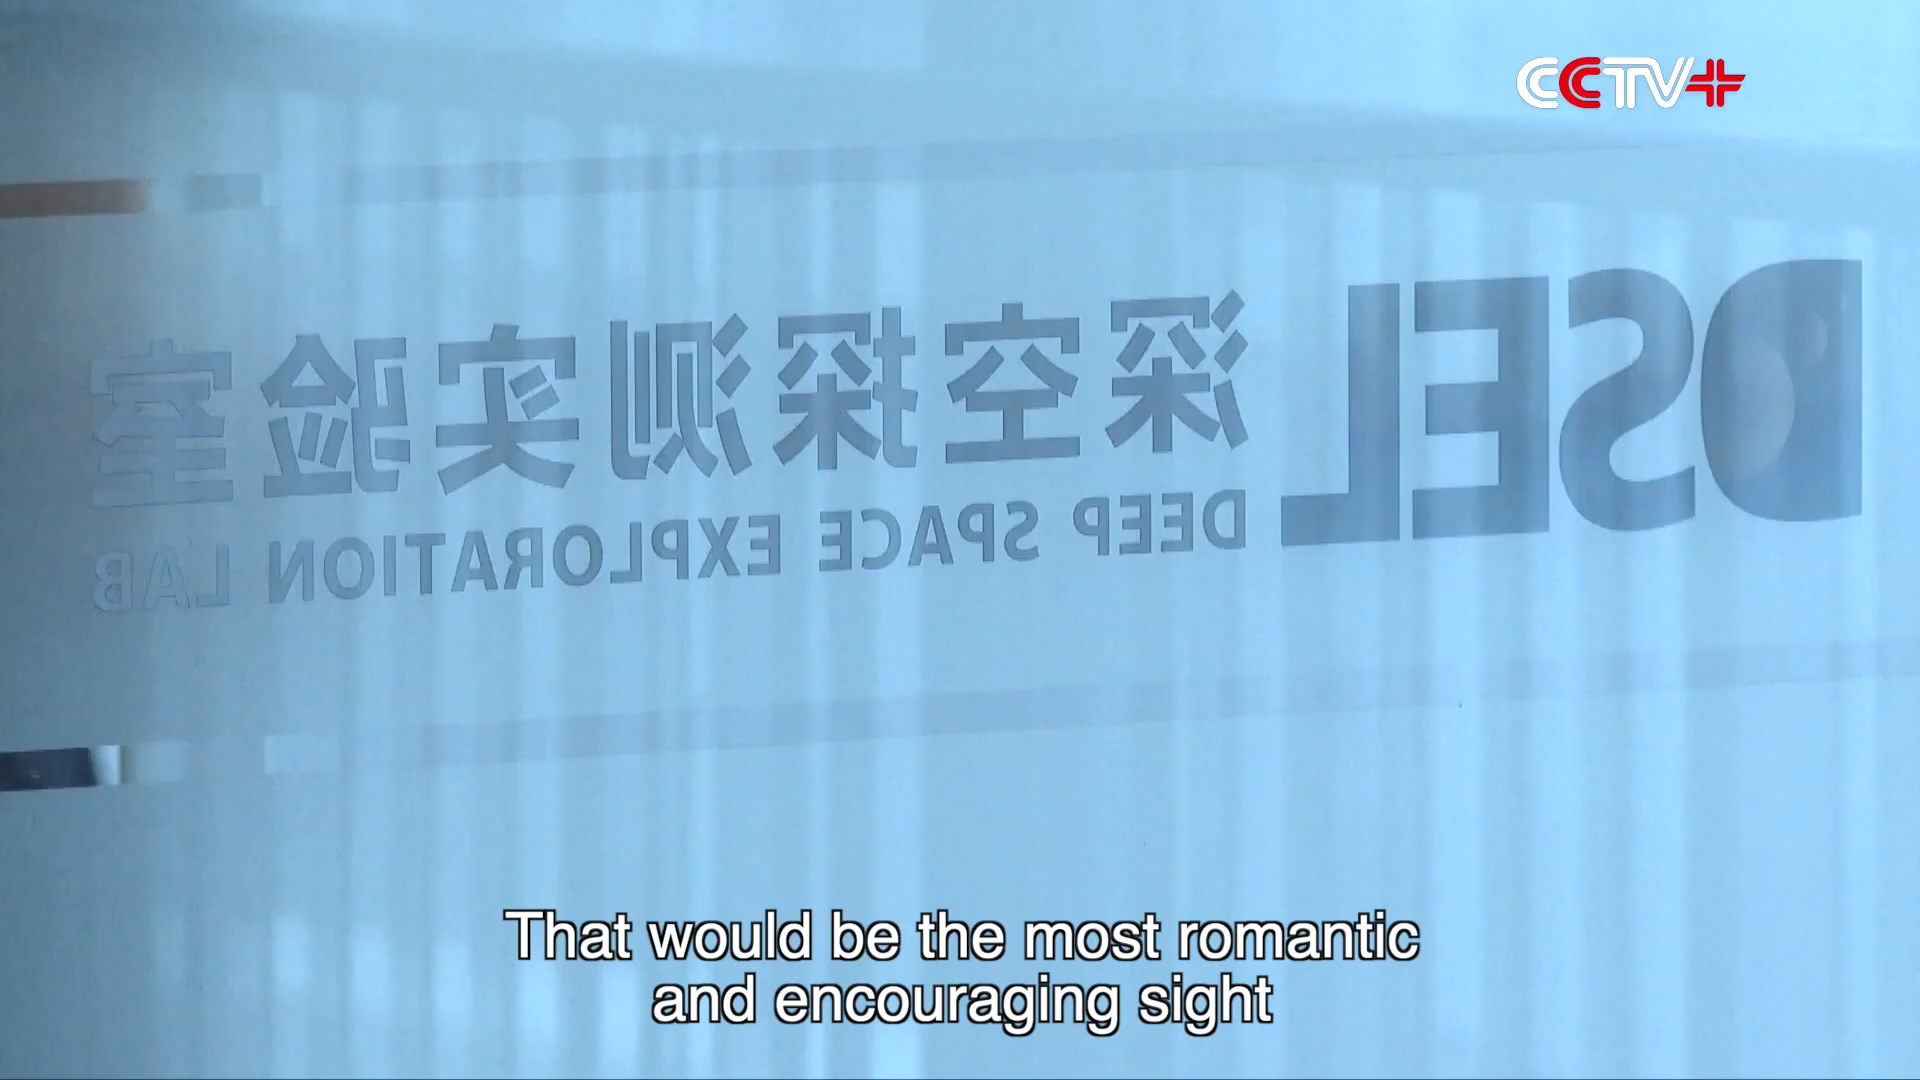 CCTV+
DSEL
深空探测实验室
DEEP SPACE EXPLORATION LAB
That would be the most romantic
and encouraging sight